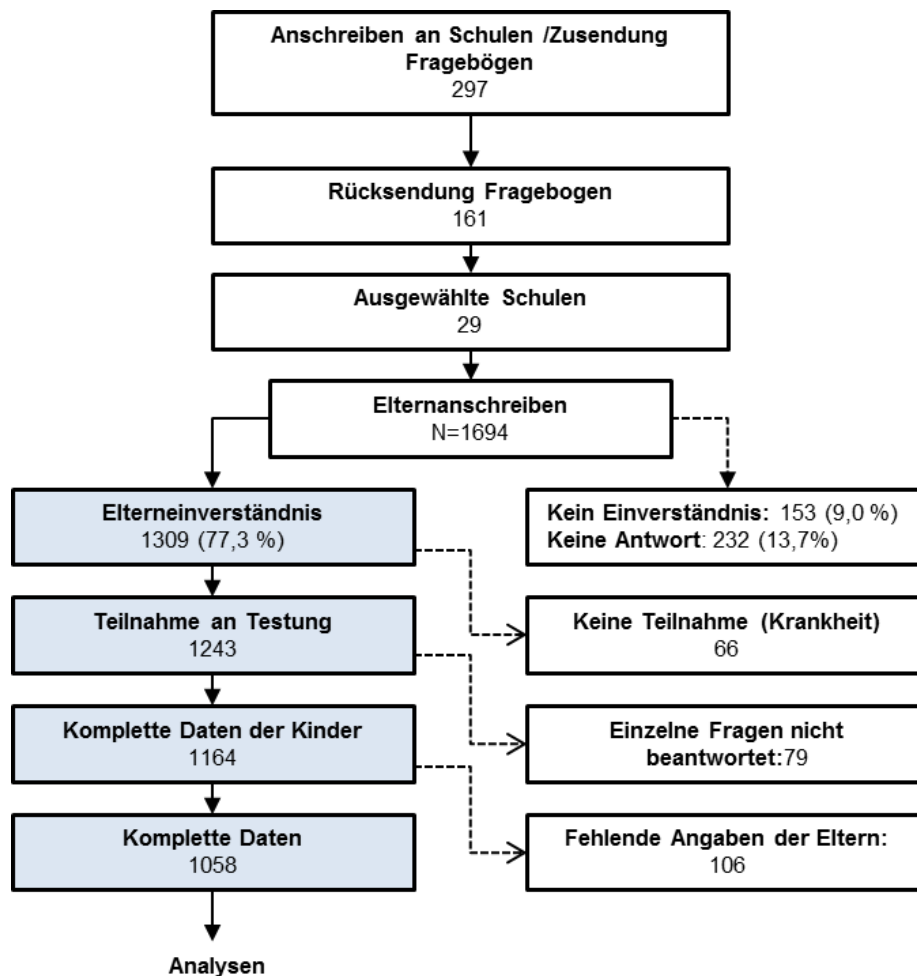 Anschreiben an Schulen /Zusendung
Fragebögen
297
Rücksendung Fragebogen
161
Ausgewählte Schulen
29
Elternanschreiben
N=1694
Elterneinverständnis
1309 (77,3 %)
Kein Einverständnis: 153 (9,0 %)
Keine Antwort: 232 (13,7%)
Teilnahme an Testung
1243
Keine Teilnahme (Krankheit)
66
Komplette Daten der Kinder
1164
Einzelne Fragen nicht
beantwortet:79
Komplette Daten
1058
Fehlende Angaben der Eltern:
106
Analysen